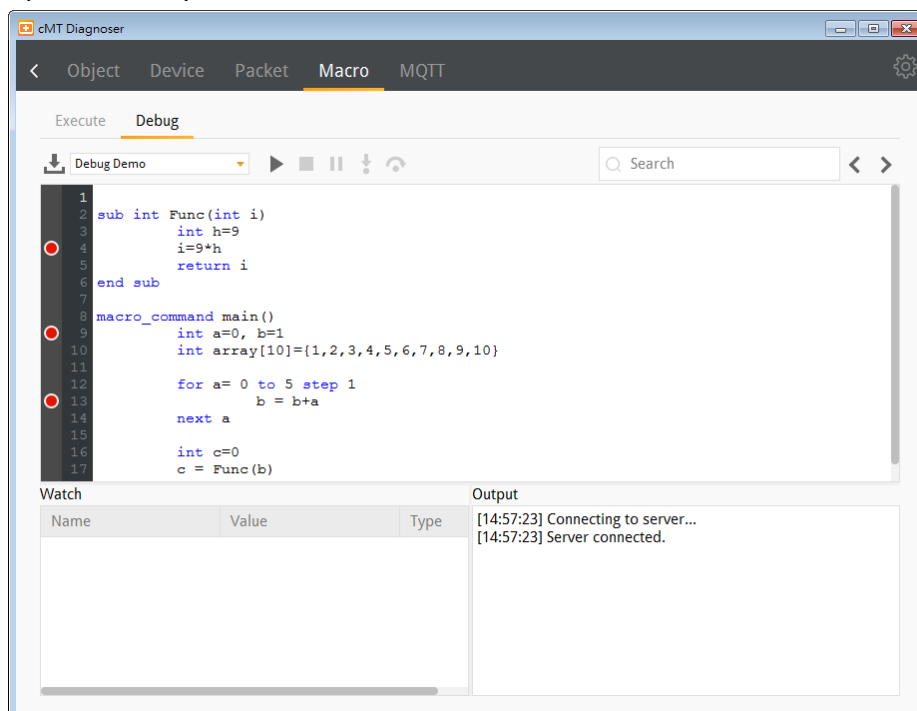 cMT Diagnoser
Object Device Packet Macro MQTT
Execute Debug
Debug Demo Search
1
2 sub int Func(int i)
3 int h=9
4 i=9*h
5 return i
6 end sub
7
8 macro_command main()
9 int a=0, b=1
10 int array[10]={1,2,3,4,5,6,7,8,9,10}
11
12 for a= 0 to 5 step 1
13 b = b+a
14 next a
15
16 int c=0
17 c = Func(b)
Watch Output
Name Value Type
[14:57:23] Connecting to server...
[14:57:23] Server connected.